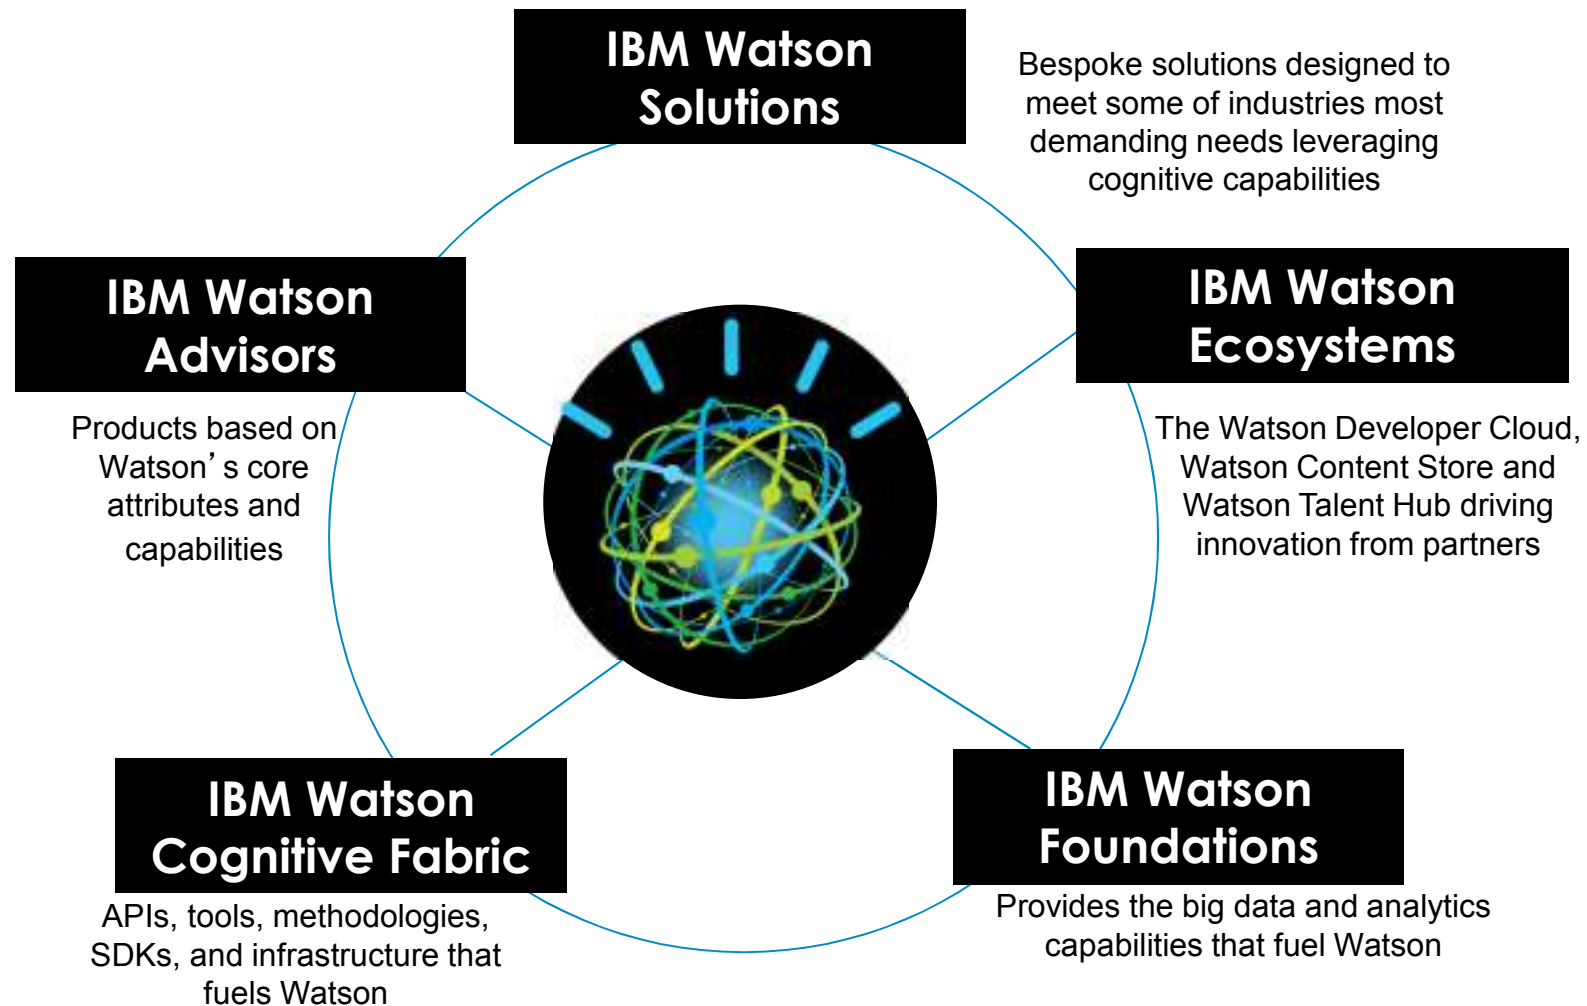 IBM Watson
Solutions
Bespoke solutions designed to
meet some of industries most
demanding needs leveraging
cognitive capabilities
IBM Watson
Advisors
Products based on
Watson’s core
attributes and
capabilities
IBM Watson
Ecosystems
The Watson Developer Cloud,
Watson Content Store and
Watson Talent Hub driving
innovation from partners
IBM Watson
Cognitive Fabric
APIs, tools, methodologies,
SDKs, and infrastructure that
fuels Watson
IBM Watson
Foundations
Provides the big data and analytics
capabilities that fuel Watson